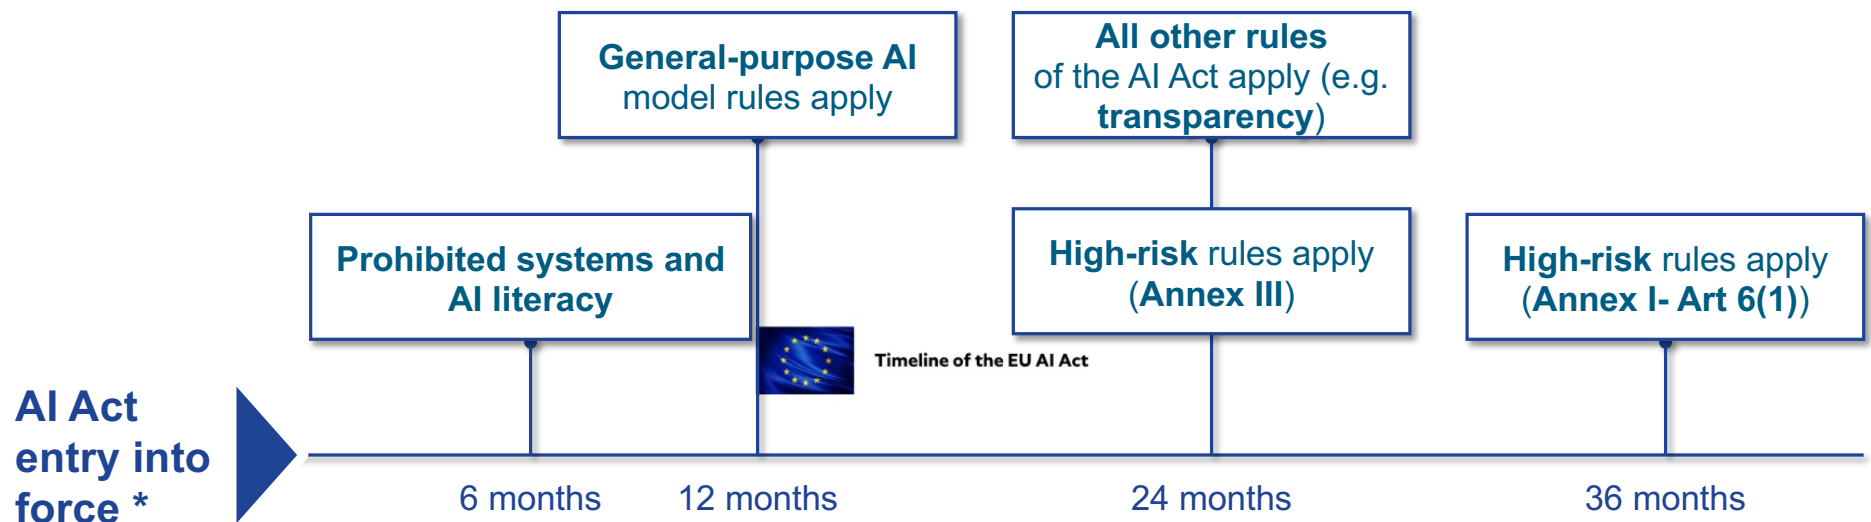 General-purpose AI
model rules apply
All other rules
of the AI Act apply (e.g.
transparency)
Prohibited systems and
AI literacy
High-risk rules apply
(Annex III)
High-risk rules apply
(Annex I- Art 6(1))
Timeline of the EU AI Act
AI Act
entry into
force *
6 months
12 months
24 months
36 months